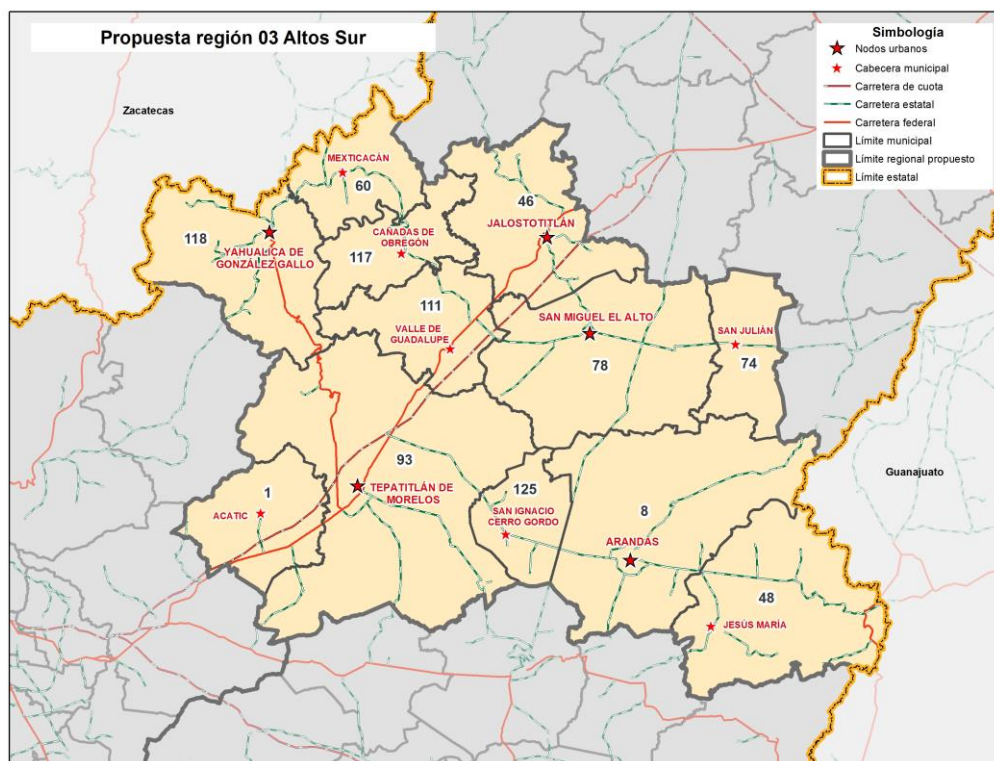 Propuesta región 03 Altos Sur
Simbología
Nodos urbanos
Cabecera municipal
Carretera de cuota
Carretera estatal
Carretera federal
Límite municipal
Límite regional propuesto
Límite estatal
Zacatecas
MEXTICACÁN
60
46
JALOSTOTITLÁN
118
CAÑADAS DE
OBREGÓN
YAHUALICA DE
GONZÁLEZ GALLO
117
111
SAN MIGUEL EL ALTO
VALLE DE
GUADALUPE
SAN JULIÁN
78
74
93
Guanajuato
1
TEPATITLÁN DE
MORELOS
125
ACATIC
SAN IGNACIO
CERRO GORDO
8
ARANDAS
48
JESÚS MARÍA